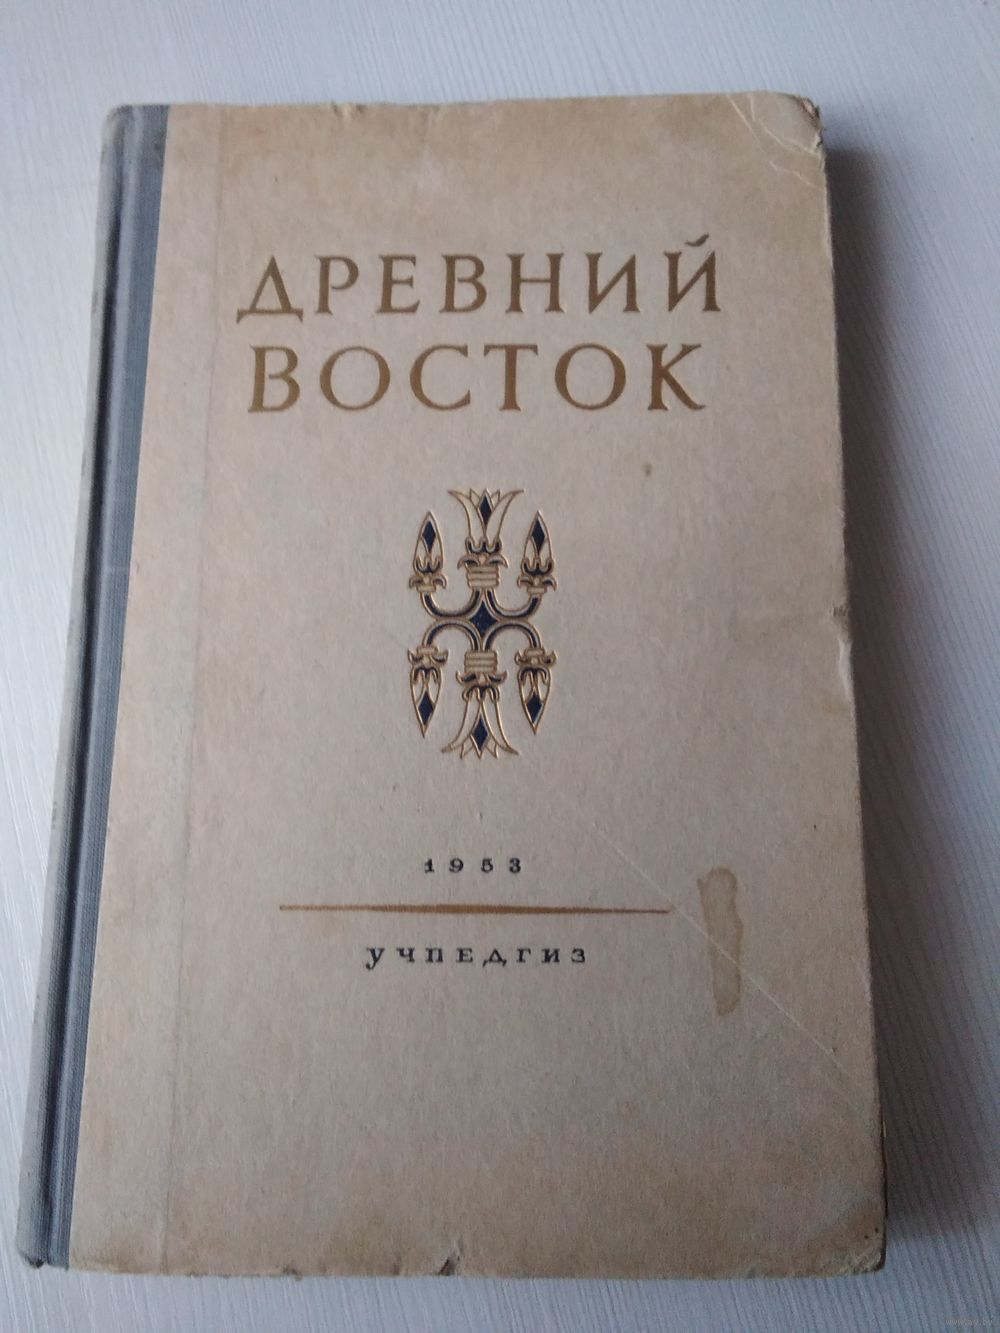 ДРЕВНИЙ
ВОСТОК
1953
УЧПЕДГИЗ